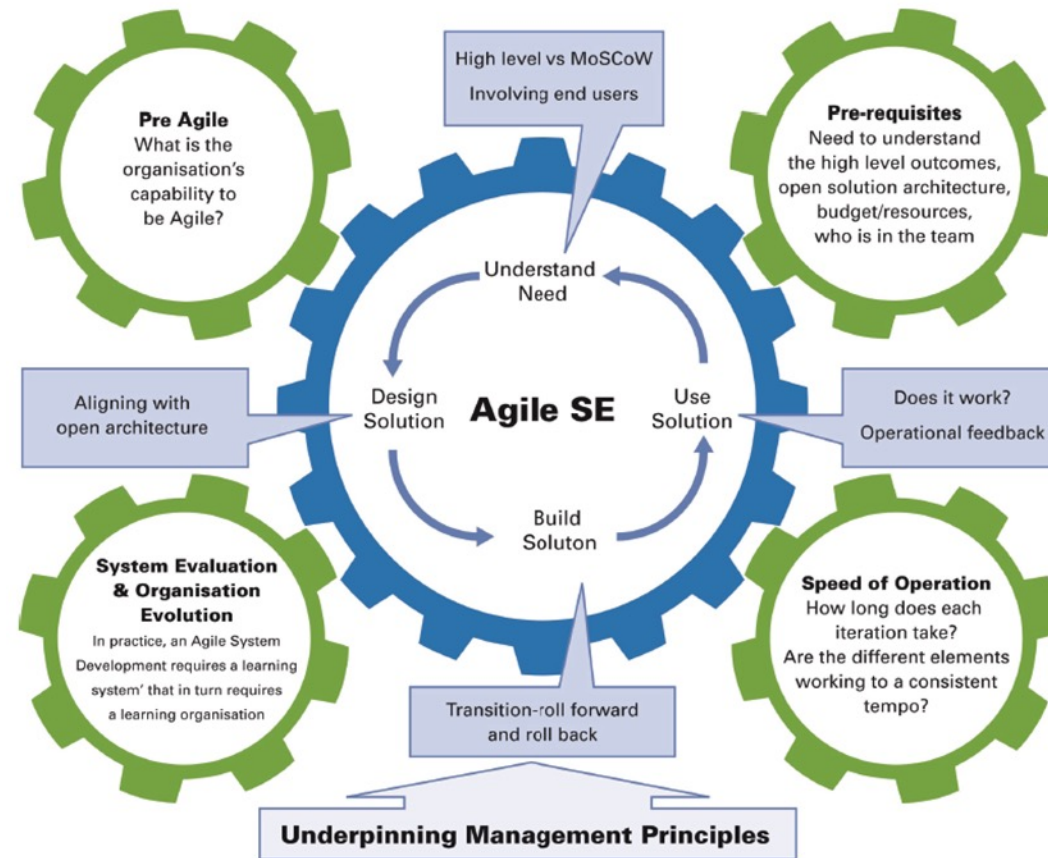 Pre Agile
What is the
organisation's
capability to
be Agile?
High level vs MoSCoW
Involving end users
Pre-requisites
Need to understand
the high level outcomes,
open solution architecture,
budget/resources,
who is in the team
Understand
Need
Aligning with
open architecture
Design
Solution
Agile SE
Use
Solution
Does it work?
Operational feedback
Build
Soluton
System Evaluation
& Organisation
Evolution
In practice, an Agile System
Development requires a learning
system' that in turn requires
a learning organisation
Speed of Operation
How long does each
iteration take?
Are the different elements
working to a consistent
tempo?
Transition-roll forward
and roll back
Underpinning Management Principles